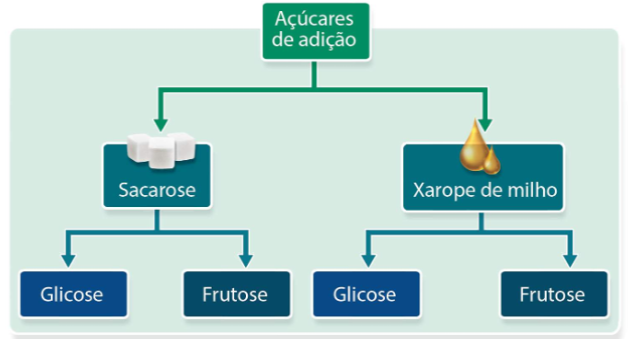 Açúcares
de adição
Sacarose
Xarope de milho
Glicose
Frutose
Glicose
Frutose